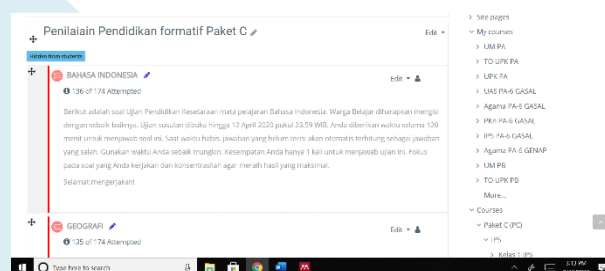 Penilaiain Pendidikan formatif Paket C
Edit
Hidden from students
BAHASA INDONESIA
Edit
136 of 174 Attempted
Berikut adalah soal Ujian Pendidikan Kesetaraan mata pelajaran Bahasa Indonesia. Warga Belajar diharapkan mengisi
dengan sebaik baiknya. Ujian susulan dibuka hingga 12 April 2020 pukul 23.59 WIB. Anda diberikan waktu selama 120
menit untuk menjawab soal ini. Saat waktu habis, jawaban yang belum terisi akan otomatis terhitung sebagai jawaban
yang salah. Gunakan waktu Anda sebaik mungkin. Kesempatan Anda hanya 1 kali untuk menjawab ujian ini. Fokus
pada soal yang Anda kerjakan dan konsentrasilah agar meraih hasil yang maksimal.
Selamat mengerjakan!
GEOGRAFI
Edit
135 of 174 Attempted
Site pages
My courses
UM PA
TO UPK PA
UPK PA
UAS PA-6 GASAL
Agama PA-6 GASAL
PKn PA-6 GASAL
IPS PA-6 GASAL
Agama PA-6 GENAP
UM PB
TO UPK PB
More...
Courses
Paket C (PC)
IPS
Kelas 1 IPS
Type here to search
3:13 PM